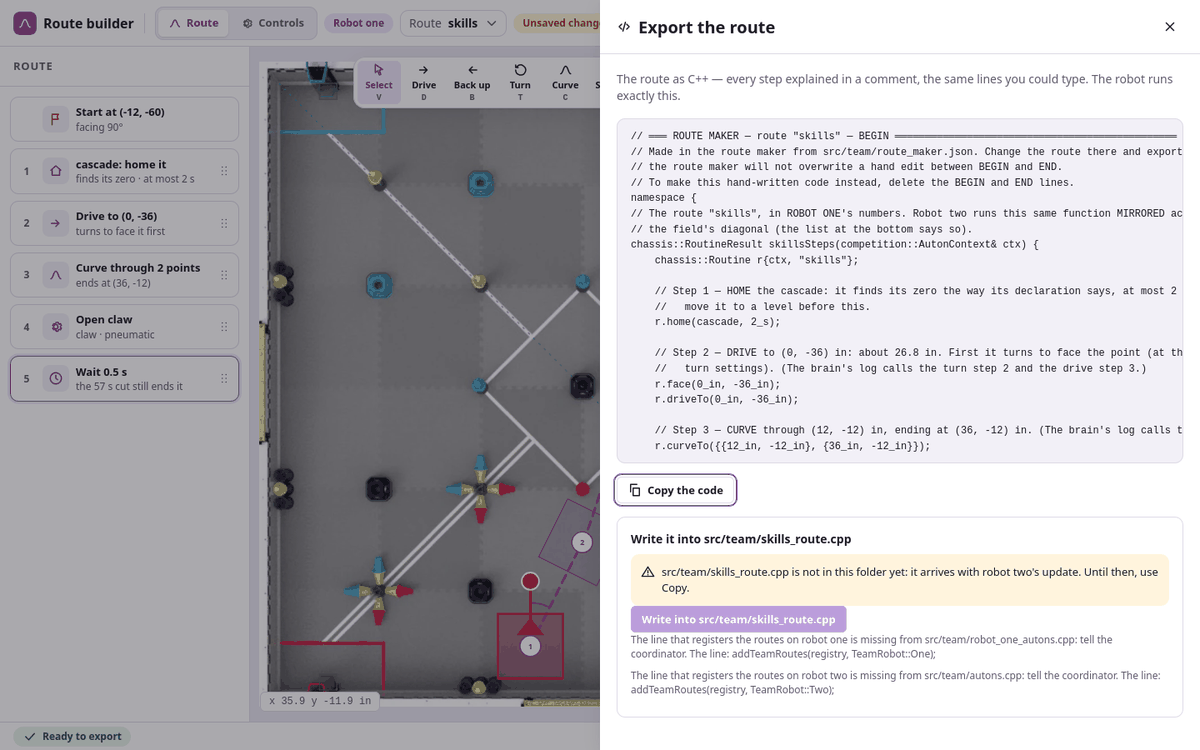 Route builder
Route
Controls
Robot one
Route skills
Unsaved chang
ROUTE
Start at (-12, -60)
facing 90°
1
cascade: home it
finds its zero · at most 2 s
2
Drive to (0, -36)
turns to face it first
3
Curve through 2 points
ends at (36, -12)
4
Open claw
claw · pneumatic
5
Wait 0.5 s
the 57 s cut still ends it
Ready to export
Select
V
Drive
D
Back up
B
Turn
T
Curve
C
S
2
1
x 35.9 y -11.9 in
Export the route
The route as C++ — every step explained in a comment, the same lines you could type. The robot runs
exactly this.
// ═══ ROUTE MAKER — route "skills" — BEGIN ═══════════════════════════════════════════════
// Made in the route maker from src/team/route_maker.json. Change the route there and export
// the route maker will not overwrite a hand edit between BEGIN and END.
// To make this hand-written code instead, delete the BEGIN and END lines.
namespace {
// The route "skills", in ROBOT ONE's numbers. Robot two runs this same function MIRRORED ac
// the field's diagonal (the list at the bottom says so).
chassis::RoutineResult skillsSteps(competition::AutonContext& ctx) {
chassis::Routine r{ctx, "skills"};
// Step 1 — HOME the cascade: it finds its zero the way its declaration says, at most 2
//   move it to a level before this.
r.home(cascade, 2_s);
// Step 2 — DRIVE to (0, -36) in: about 26.8 in. First it turns to face the point (at th
//   turn settings). (The brain's log calls the turn step 2 and the drive step 3.)
r.face(0_in, -36_in);
r.driveTo(0_in, -36_in);
// Step 3 — CURVE through (12, -12) in, ending at (36, -12) in. (The brain's log calls t
r.curveTo({{12_in, -12_in}, {36_in, -12_in}});
Copy the code
Write it into src/team/skills_route.cpp
src/team/skills_route.cpp is not in this folder yet: it arrives with robot two's update. Until then, use
Copy.
Write into src/team/skills_route.cpp
The line that registers the routes on robot one is missing from src/team/robot_one_autons.cpp: tell the
coordinator. The line: addTeamRoutes(registry, TeamRobot::One);
The line that registers the routes on robot two is missing from src/team/autons.cpp: tell the coordinator. The line:
addTeamRoutes(registry, TeamRobot::Two);